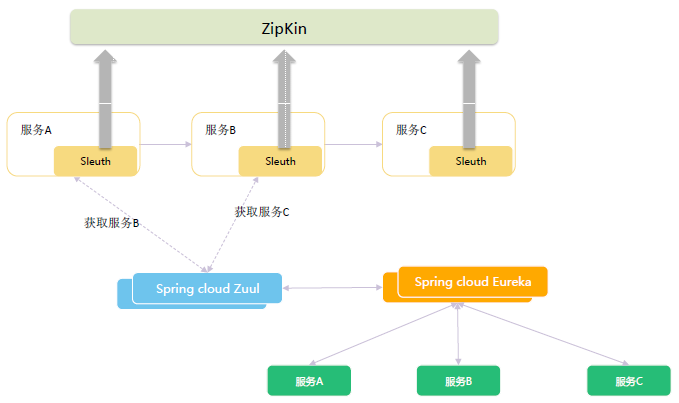 ZipKin
服务A
服务B
服务C
Sleuth
Sleuth
Sleuth
获取服务B
获取服务C
Spring cloud Zuul
Spring cloud Eureka
服务A
服务B
服务C